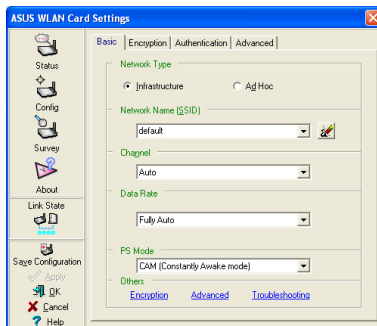 ASUS WLAN Card Settings
Status
Config
Survey
About
Link State
Save Configuration
Apply
OK
Cancel
Help
Basic Encryption Authentication Advanced
Network Type
Infrastructure Ad Hoc
Network Name (SSID)
default
Channel
Auto
Data Rate
Fully Auto
PS Mode
CAM (Constantly Awake mode)
Others
Encryption Advanced Troubleshooting